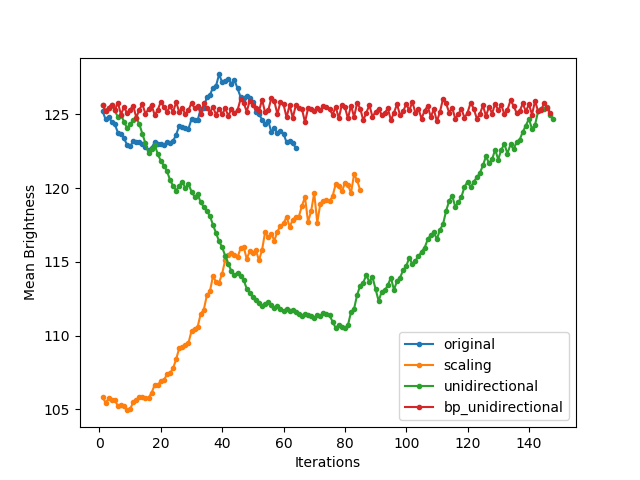 Mean Brightness
125
120
115
110
105
0 20 40 60 80 100 120 140
Iterations
original
scaling
unidirectional
bp_unidirectional